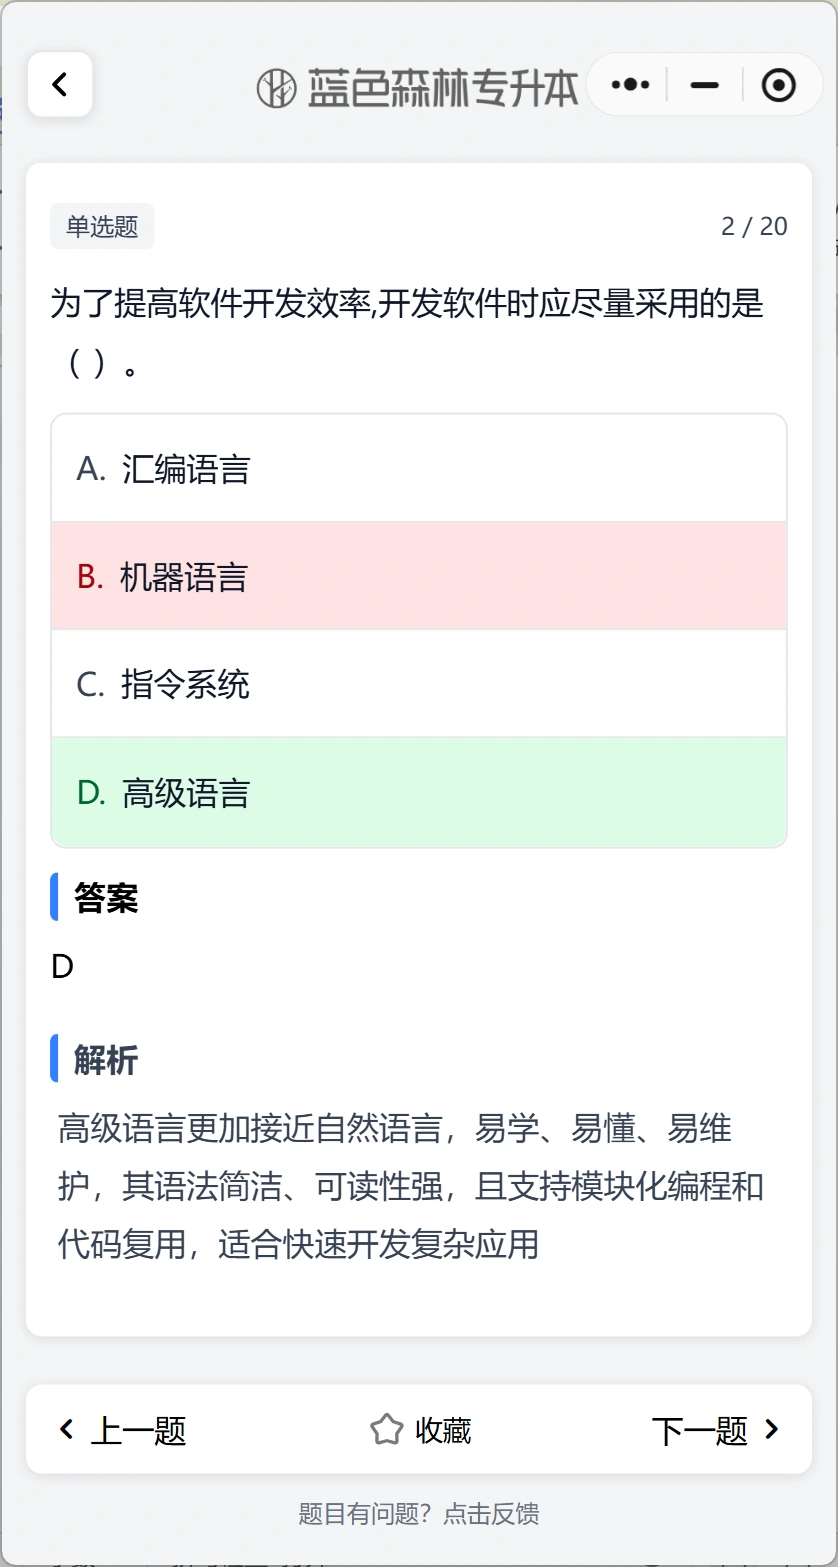 蓝色森林专升本
单选题
2 / 20
为了提高软件开发效率,开发软件时应尽量采用的是
（ ）。
A. 汇编语言
B. 机器语言
C. 指令系统
D. 高级语言
答案
D
解析
高级语言更加接近自然语言，易学、易懂、易维
护，其语法简洁、可读性强，且支持模块化编程和
代码复用，适合快速开发复杂应用
上一题
收藏
下一题
题目有问题？点击反馈